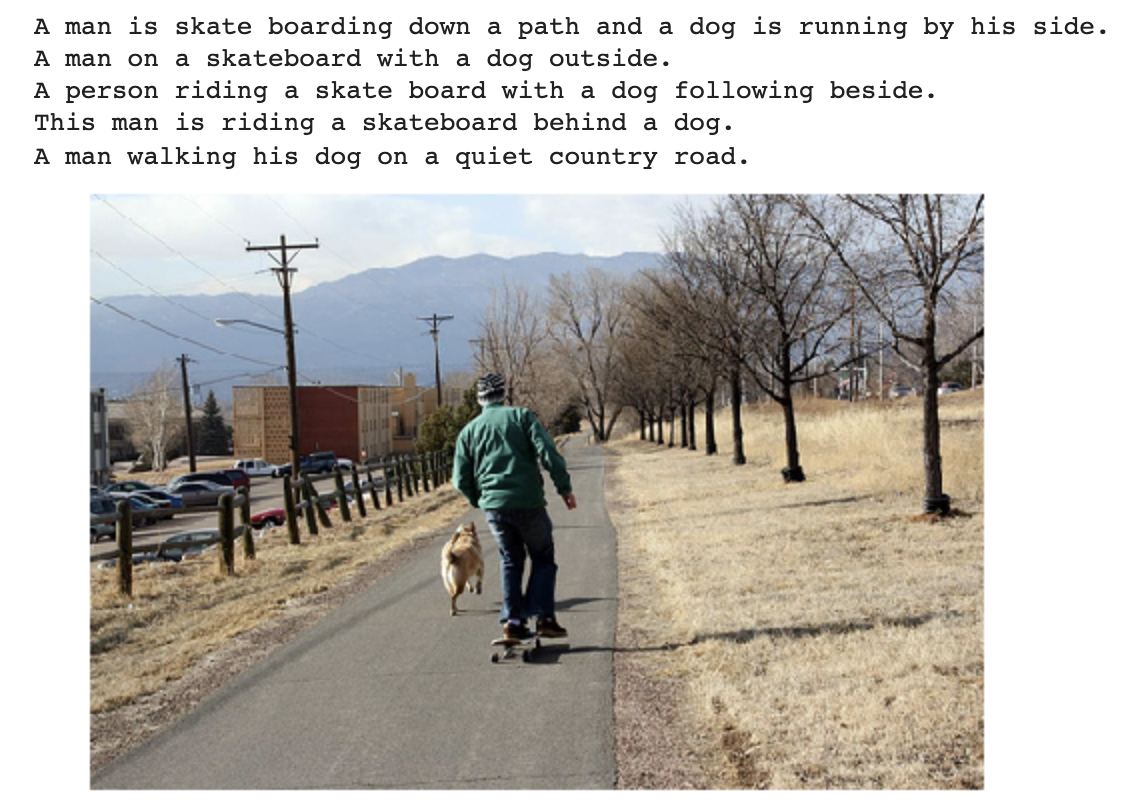 A man is skate boarding down a path and a dog is running by his side.
A man on a skateboard with a dog outside.
A person riding a skate board with a dog following beside.
This man is riding a skateboard behind a dog.
A man walking his dog on a quiet country road.